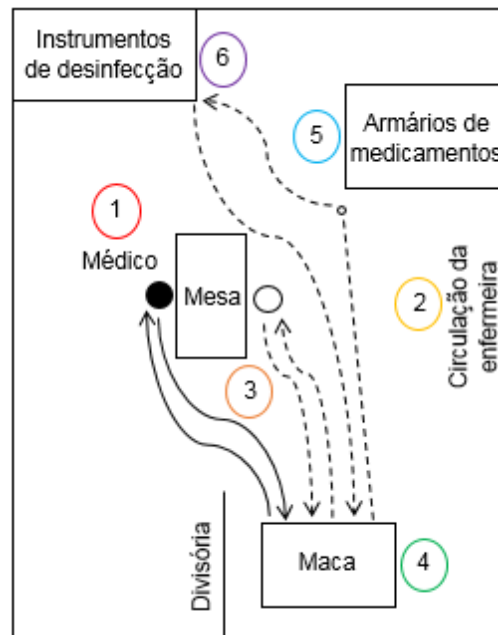 Instrumentos
de desinfecção
6
5
Armários de
medicamentos
1
Médico
Mesa
2
Circulação da
enfermeira
3
Divisória
Maca
4